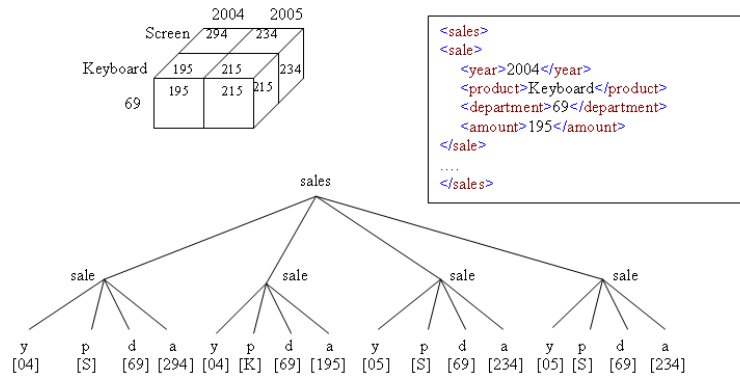 2004 2005
Screen 294 234
Keyboard 195 215 234
69 195 215 215
<sales>
<sale>
<year>2004</year>
<product>Keyboard</product>
<department>69</department>
<amount>195</amount>
</sale>
....
</sales>
sales
sale sale sale sale
y p d a y p d a y p d a y p d a
[04] [S] [69] [294] [04] [K] [69] [195] [05] [S] [69] [234] [05] [S] [69] [234]